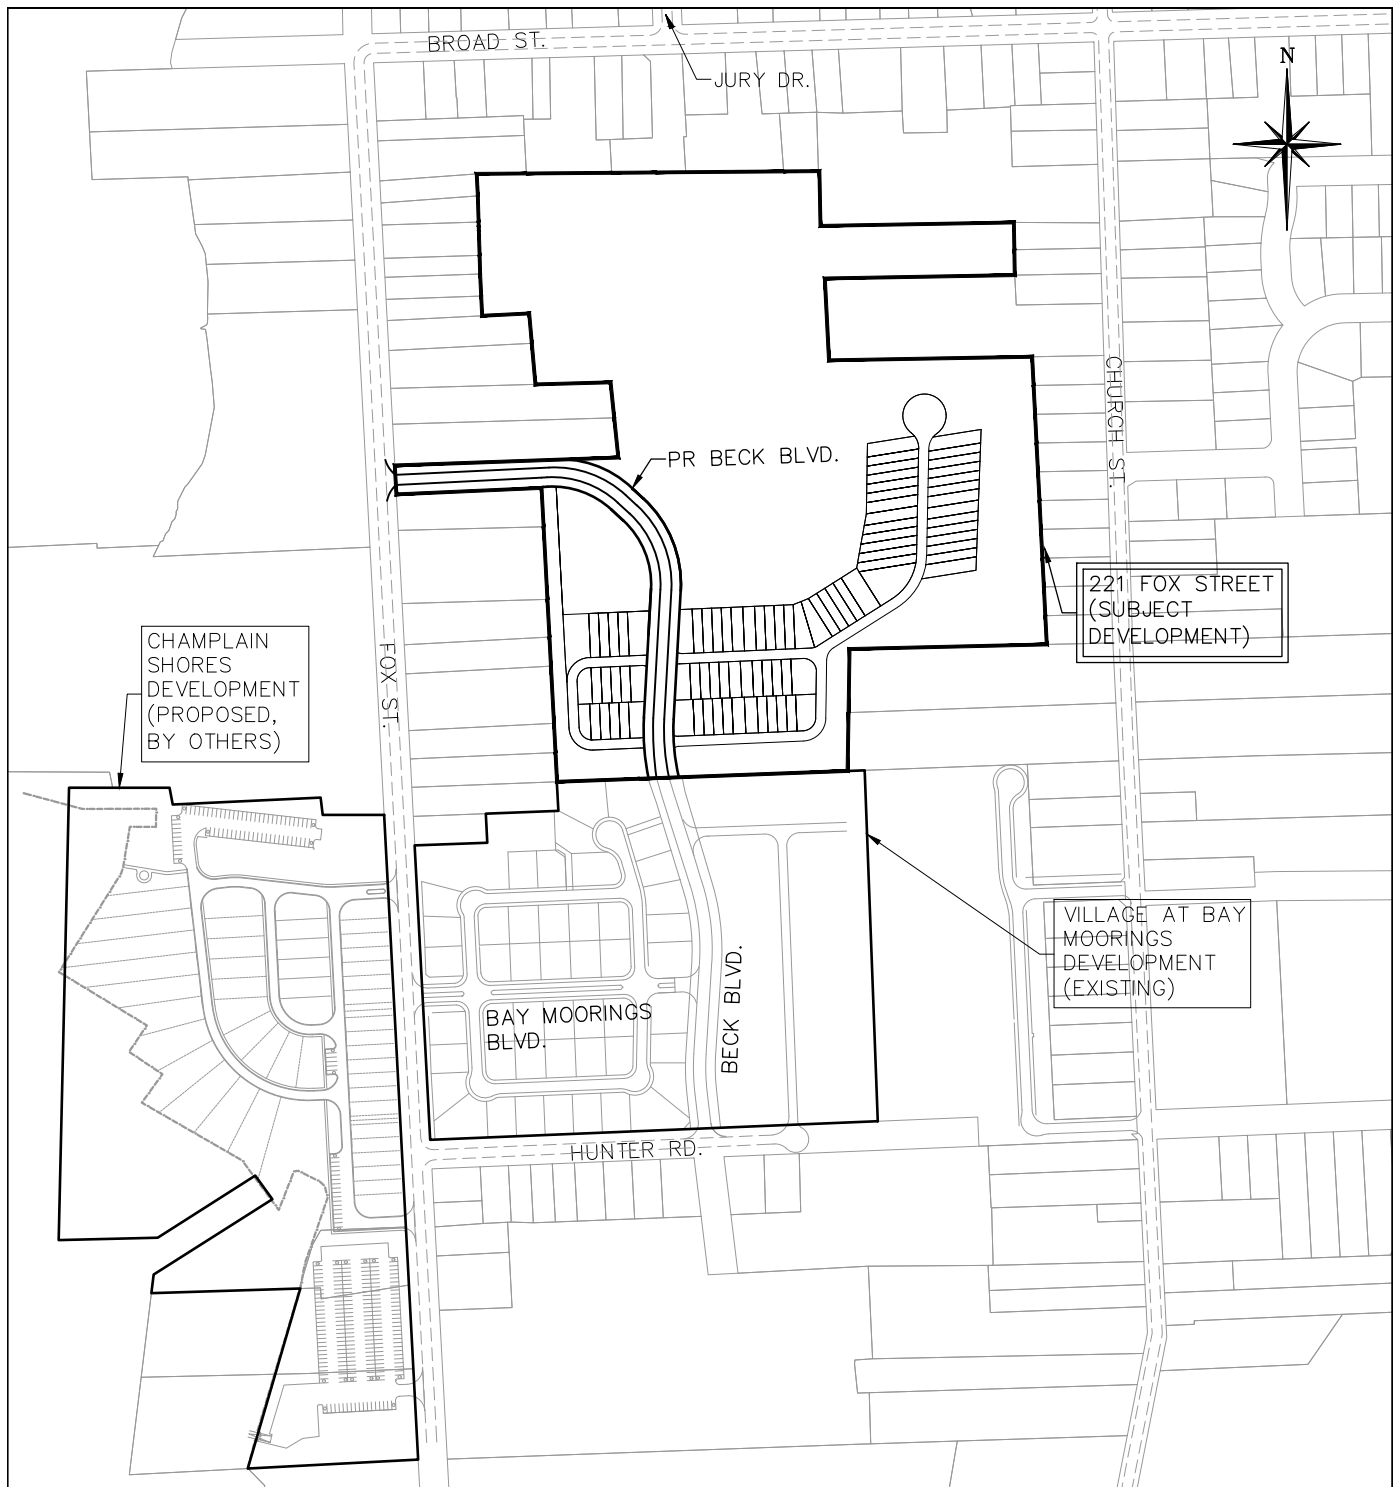 BROAD ST.
N
JURY DR.
CHURCH ST.
PR BECK BLVD.
221 FOX STREET
(SUBJECT
DEVELOPMENT)
CHAMPLAIN
SHORES
DEVELOPMENT
(PROPOSED,
BY OTHERS)
FOX ST.
VILLAGE AT BAY
MOORINGS
DEVELOPMENT
(EXISTING)
BECK BLVD.
BAY MOORINGS
BLVD.
HUNTER RD.